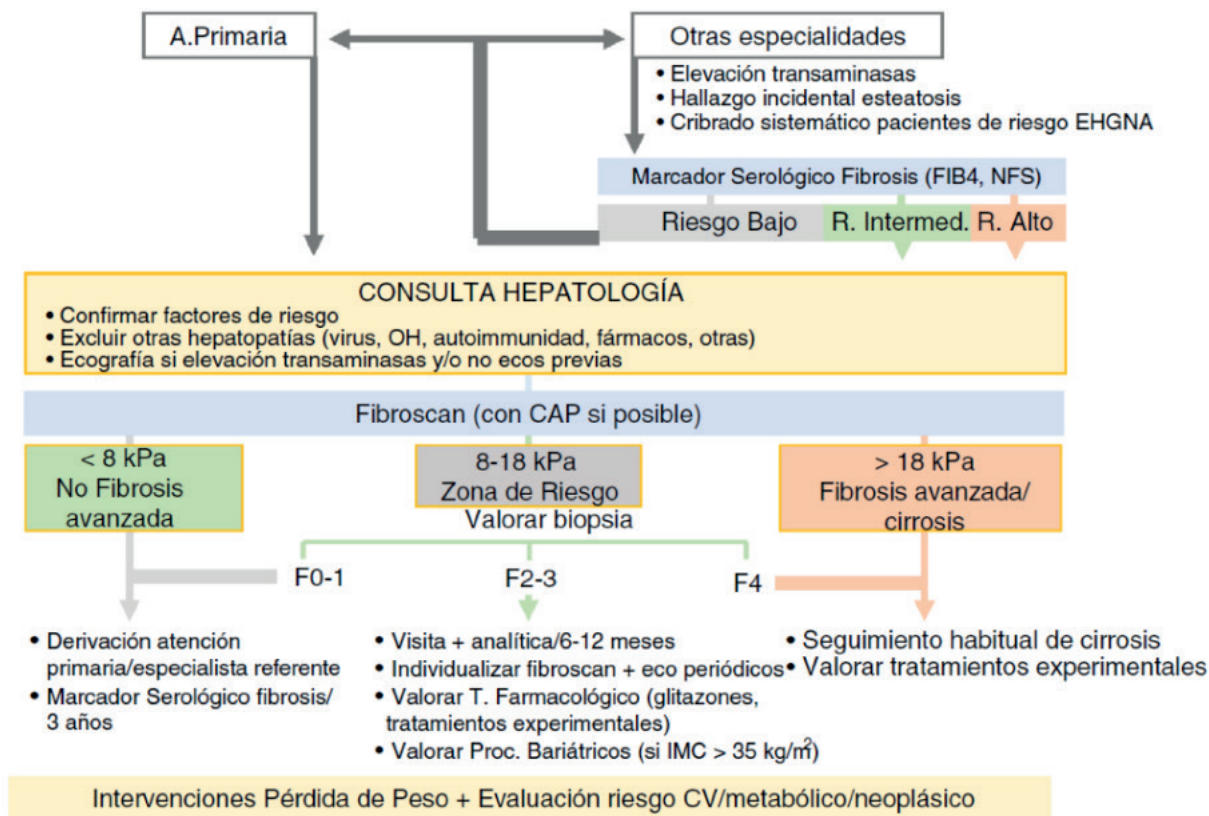 A.Primaria
Otras especialidades
• Elevación transaminasas
• Hallazgo incidental esteatosis
• Cribrado sistemático pacientes de riesgo EHGNA
Marcador Serológico Fibrosis (FIB4, NFS)
Riesgo Bajo
R. Intermed.
R. Alto
CONSULTA HEPATOLOGÍA
• Confirmar factores de riesgo
• Excluir otras hepatopatías (virus, OH, autoimmunidad, fármacos, otras)
• Ecografía si elevación transaminasas y/o no ecos previas
Fibroscan (con CAP si posible)
< 8 kPa
No Fibrosis
avanzada
8-18 kPa
Zona de Riesgo
Valorar biopsia
> 18 kPa
Fibrosis avanzada/
cirrosis
F0-1
F2-3
F4
• Derivación atención
primaria/especialista referente
• Marcador Serológico fibrosis/
3 años
• Visita + analítica/6-12 meses
• Individualizar fibroscan + eco periódicos
• Valorar T. Farmacológico (glitazones,
tratamientos experimentales)
• Valorar Proc. Bariátricos (si IMC > 35 kg/m²)
• Seguimiento habitual de cirrosis
• Valorar tratamientos experimentales
Intervenciones Pérdida de Peso + Evaluación riesgo CV/metabólico/neoplásico